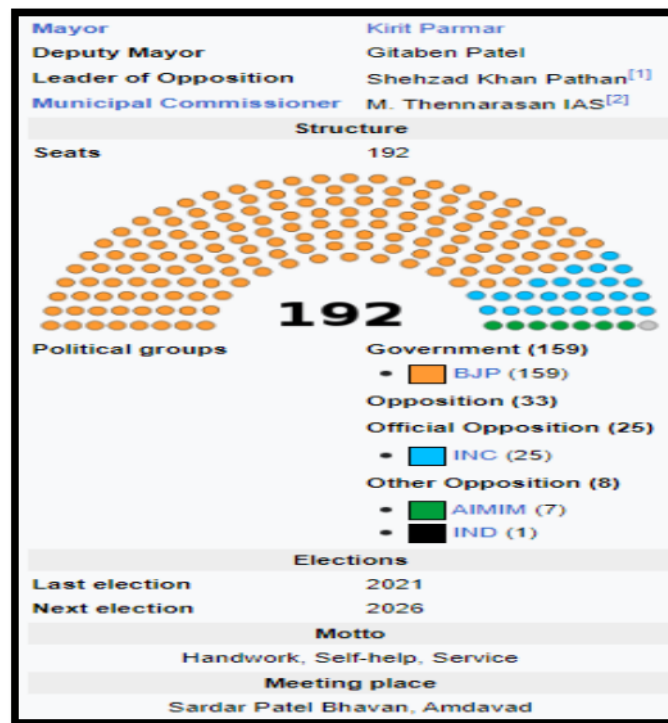 Mayor Kirit Parmar
Deputy Mayor Gitaben Patel
Leader of Opposition Shehzad Khan Pathan[1]
Municipal Commissioner M. Thennarasan IAS[2]
Structure
Seats 192
192
Political groups Government (159)
• BJP (159)
Opposition (33)
Official Opposition (25)
• INC (25)
Other Opposition (8)
• AIMIM (7)
• IND (1)
Elections
Last election 2021
Next election 2026
Motto
Handwork, Self-help, Service
Meeting place
Sardar Patel Bhavan, Amdavad